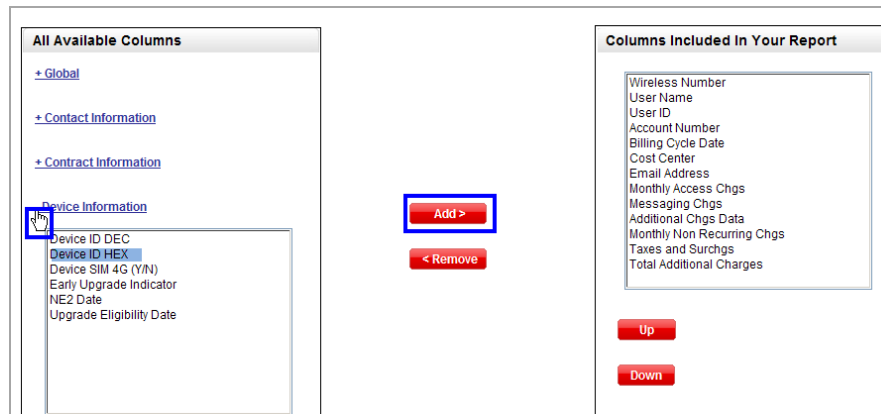 All Available Columns
+ Global
+ Contact Information
+ Contract Information
Device Information
Device ID DEC
Device ID HEX
Device SIM 4G (Y/N)
Early Upgrade Indicator
NE2 Date
Upgrade Eligibility Date
Add >
< Remove
Columns Included In Your Report
Wireless Number
User Name
User ID
Account Number
Billing Cycle Date
Cost Center
Email Address
Monthly Access Chgs
Messaging Chgs
Additional Chgs Data
Monthly Non Recurring Chgs
Taxes and Surchgs
Total Additional Charges
Up
Down